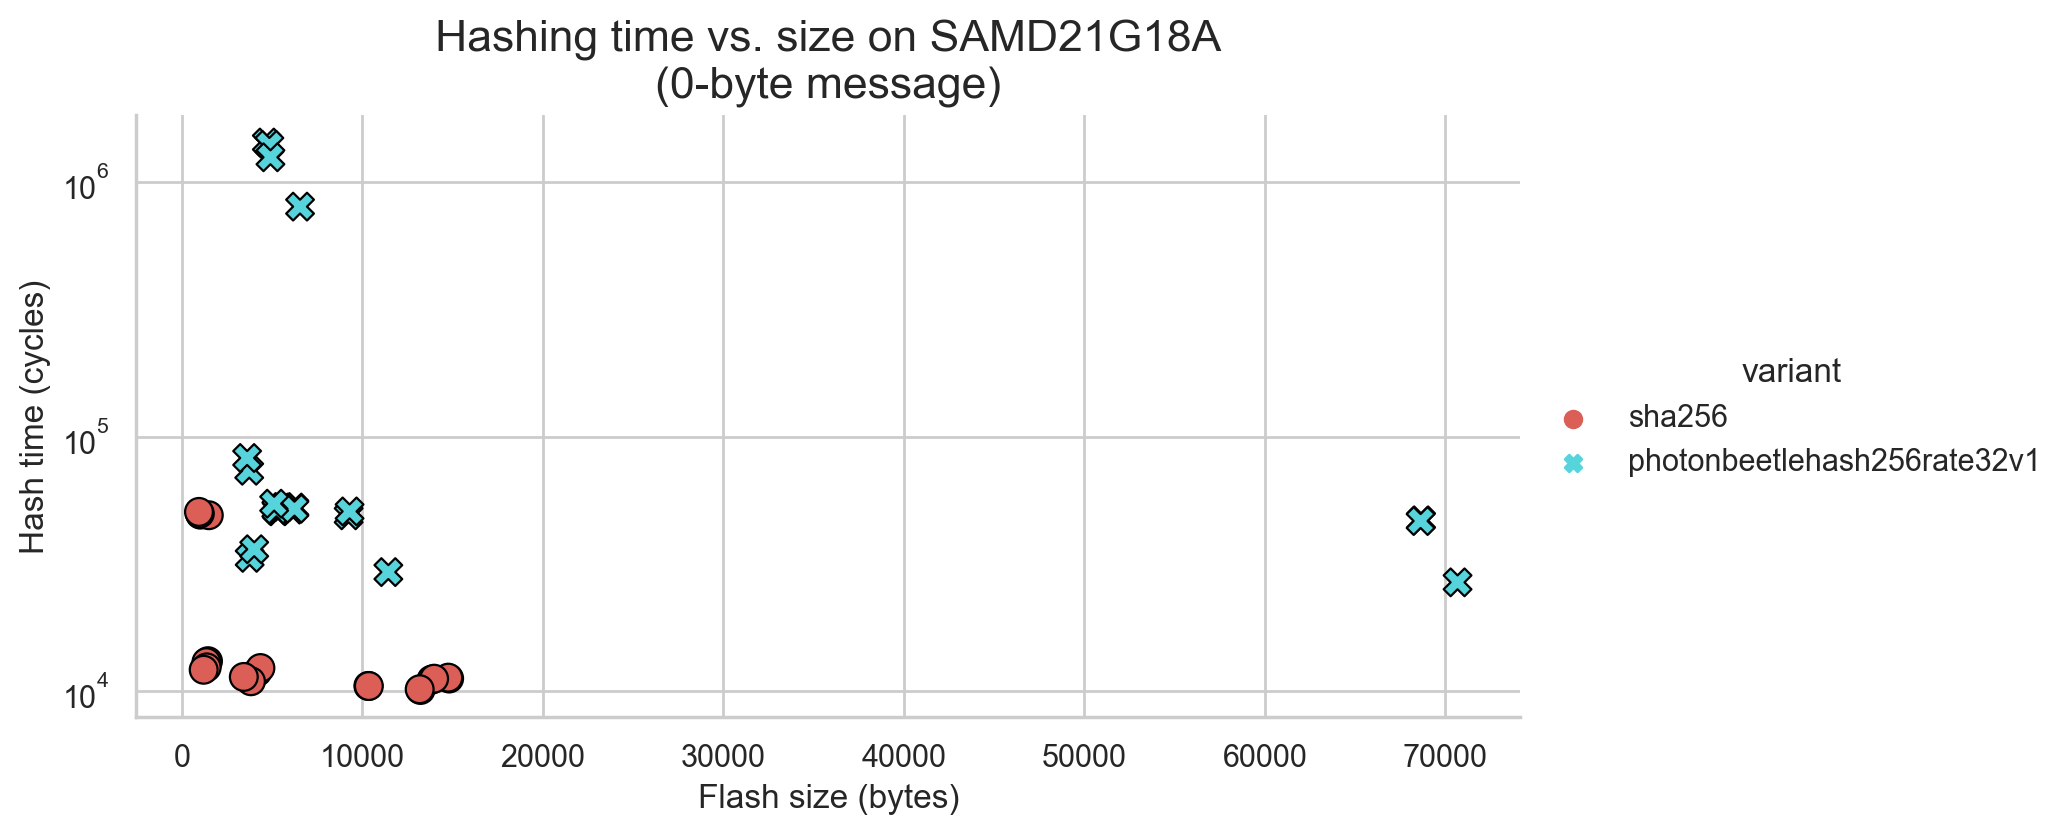 Hashing time vs. size on SAMD21G18A
(0-byte message)
Hash time (cycles)
10^6
10^5
10^4
0 10000 20000 30000 40000 50000 60000 70000
Flash size (bytes)
variant
sha256
photonbeetlehash256rate32v1